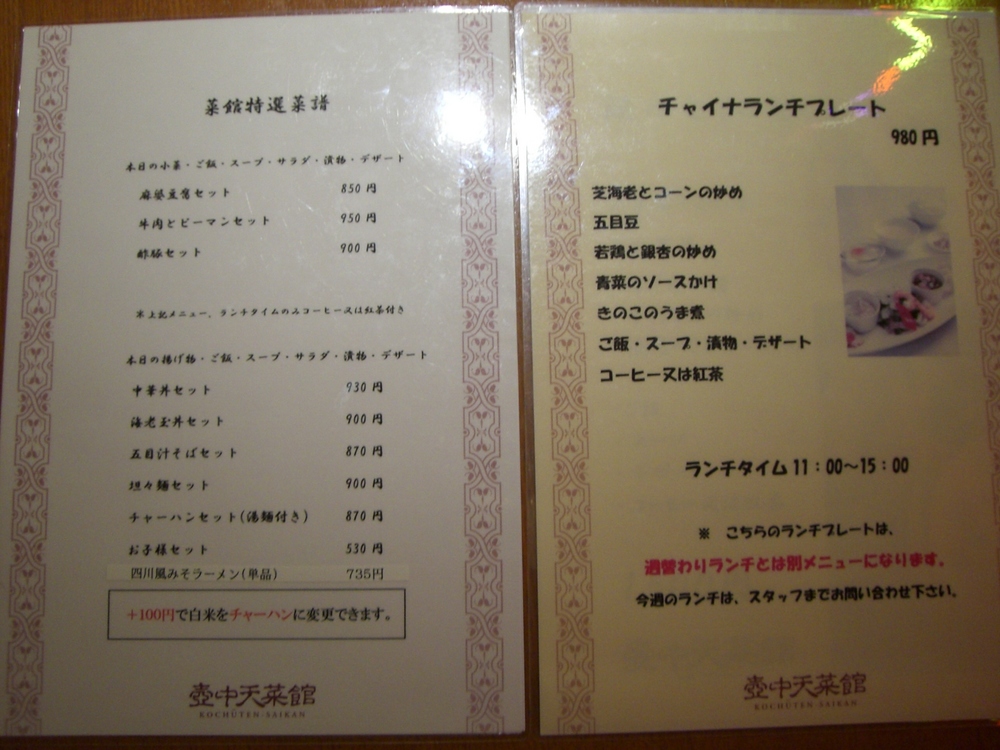 菜館特選菜譜
本日の小菜・ご飯・スープ・サラダ・漬物・デザート
麻婆豆腐セット 850円
牛肉とピーマンセット 950円
酢豚セット 900円
※上記メニュー、ランチタイムのみコーヒー又は紅茶付き
本日の揚げ物・ご飯・スープ・サラダ・漬物・デザート
中華丼セット 930円
海老玉丼セット 900円
五目汁そばセット 870円
坦々麺セット 900円
チャーハンセット(湯麺付き) 870円
お子様セット 530円
四川風みそラーメン(単品) 735円
+100円で白米をチャーハンに変更できます。
壺中天菜館
KOCHUTEN-SAIKAN
チャイナランチプレート
980円
芝海老とコーンの炒め
五目豆
若鶏と銀杏の炒め
青菜のソースかけ
きのこのうま煮
ご飯・スープ・漬物・デザート
コーヒー又は紅茶
ランチタイム11:00～15:00
※ こちらのランチプレートは、
週替わりランチとは別メニューになります。
今週のランチは、スタッフまでお問い合わせ下さい。
壺中天菜館
KOCHUTEN SAIKAN